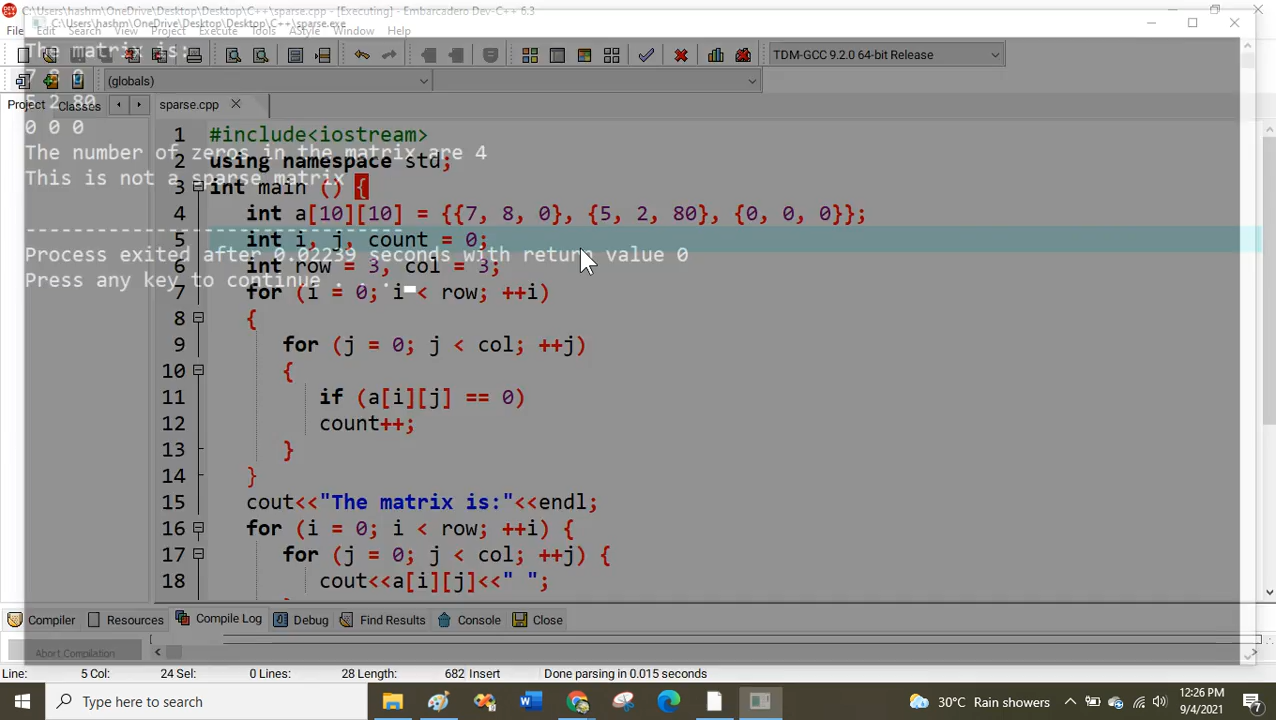 C:\Users\hashm\OneDrive\Desktop\Desktop\C++\sparse.cpp - [Executing] - Embarcadero Dev-C++ 6.3
C:\Users\hashm\OneDrive\Desktop\Desktop\C++\sparse.exe
File Edit Search View Project Execute Tools AStyle Window Help
TDM-GCC 9.2.0 64-bit Release
(globals)
Project Classes
sparse.cpp
The matrix is:
7 8 0
5 2 80
0 0 0
The number of zeros in the matrix are 4
This is not a sparse matrix
--------------------------------
Process exited after 0.02239 seconds with return value 0
Press any key to continue . . .
1 #include<iostream>
2 using namespace std;
3 int main () {
4 int a[10][10] = {{7, 8, 0}, {5, 2, 80}, {0, 0, 0}};
5 int i, j, count = 0;
6 int row = 3, col = 3;
7 for (i = 0; i < row; ++i)
8 {
9 for (j = 0; j < col; ++j)
10 {
11 if (a[i][j] == 0)
12 count++;
13 }
14 }
15 cout<<"The matrix is:"<<endl;
16 for (i = 0; i < row; ++i) {
17 for (j = 0; j < col; ++j) {
18 cout<<a[i][j]<<" ";
Compiler Resources Compile Log Debug Find Results Console Close
Abort Compilation
Line: 5 Col: 24 Sel: 0 Lines: 28 Length: 682 Insert Done parsing in 0.015 seconds
Type here to search
30°C Rain showers
12:26 PM
9/4/2021
7